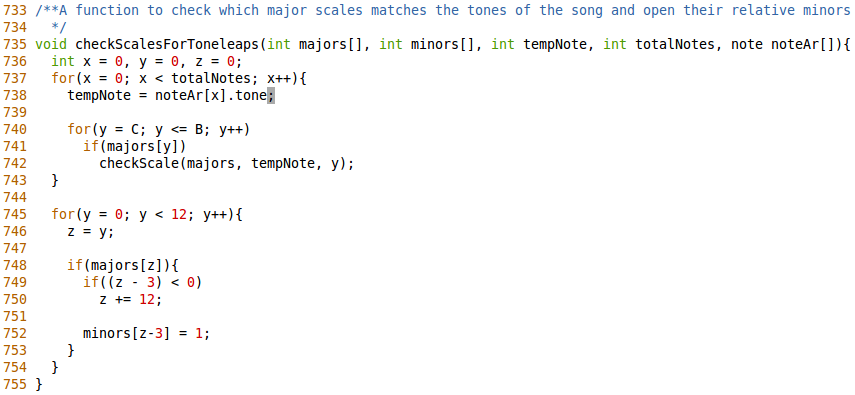 733 /**A function to check which major scales matches the tones of the song and open their relative minors
734   */
735 void checkScalesForToneleaps(int majors[], int minors[], int tempNote, int totalNotes, note noteAr[]){
736   int x = 0, y = 0, z = 0;
737   for(x = 0; x < totalNotes; x++){
738     tempNote = noteAr[x].tone;
739
740     for(y = C; y <= B; y++)
741       if(majors[y])
742         checkScale(majors, tempNote, y);
743   }
744
745   for(y = 0; y < 12; y++){
746     z = y;
747
748     if(majors[z]){
749       if((z - 3) < 0)
750         z += 12;
751
752       minors[z-3] = 1;
753     }
754   }
755 }